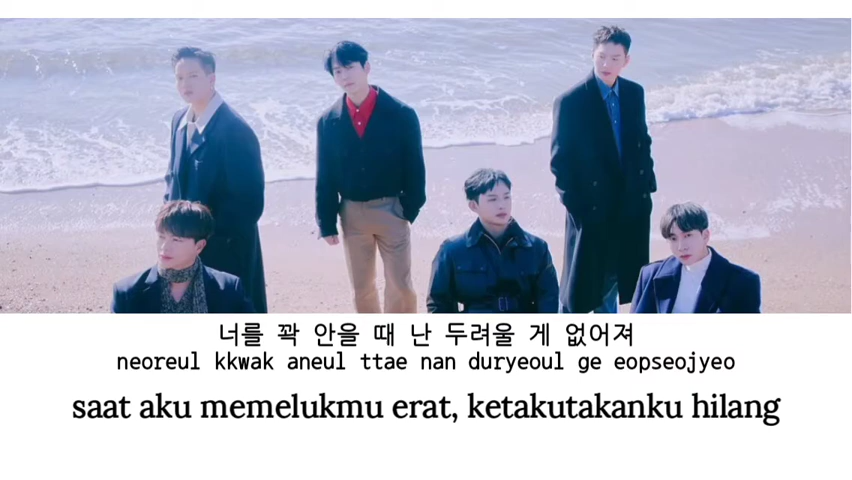 너를 꽉 안을 때 난 두려울 게 없어져
neoreul kkwak aneul ttae nan duryeoul ge eopseojyeo
saat aku memelukmu erat, ketakutakanku hilang